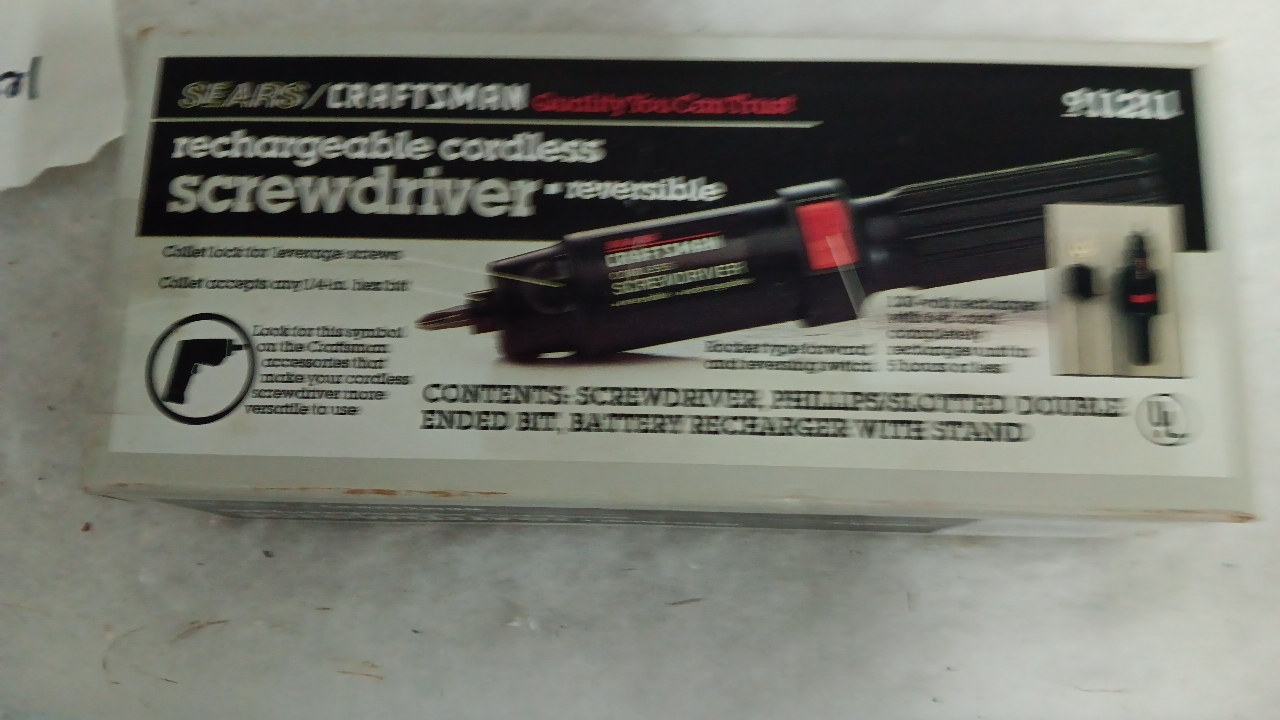 SEARS/CRAFTSMAN Quality You Can Trust!
rechargeable cordless
screwdriver • reversible
Collet lock for leverage screws
Collet accepts any 1/4-in. hex bit
Look for this symbol
on the Craftsman
accessories that
make your cordless
screwdriver more
versatile to use
CRAFTSMAN
CORDLESS
SCREWDRIVER
Rocker type forward
and reversing switch
completely
recharges unit in
5 hours or less
CONTENTS: SCREWDRIVER, PHILLIPS/SLOTTED DOUBLE
ENDED BIT, BATTERY RECHARGER WITH STAND
UL